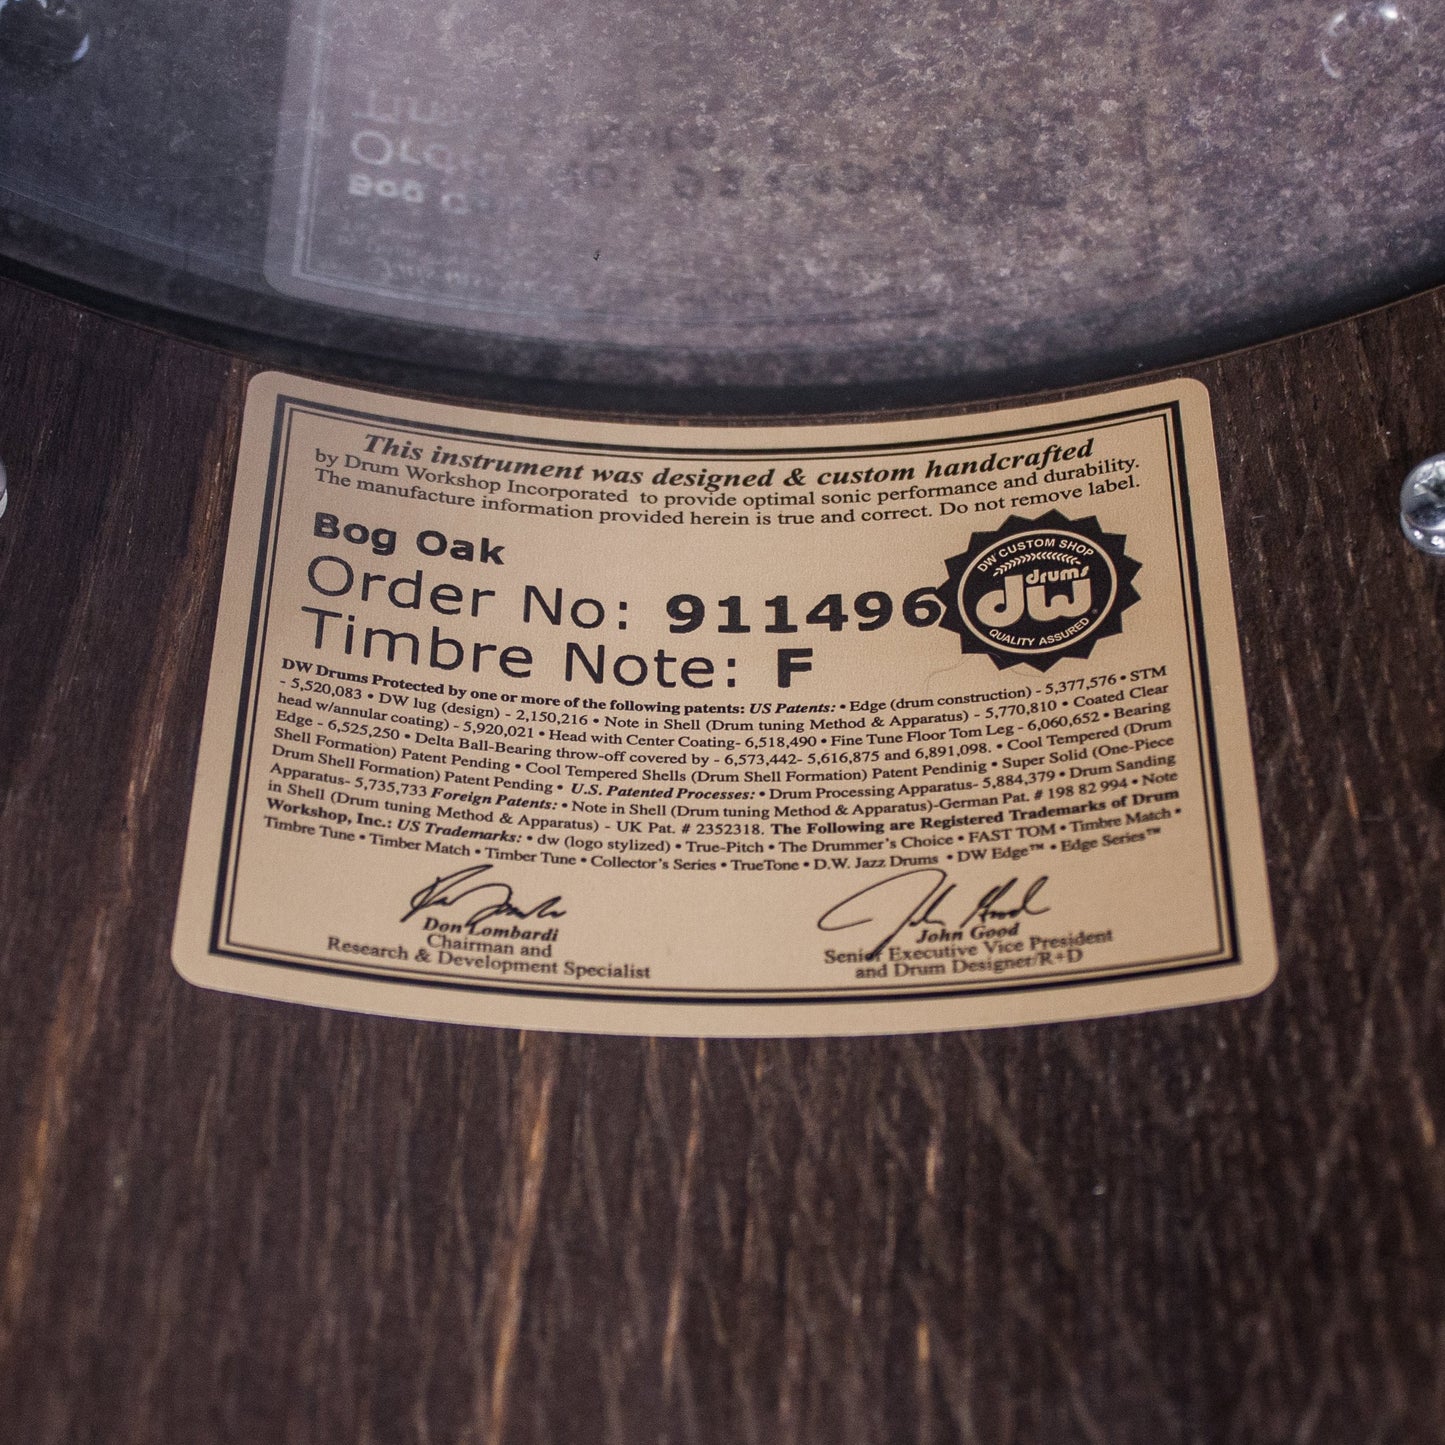 This instrument was designed & custom handcrafted
by Drum Workshop Incorporated to provide optimal sonic performance and durability.
The manufacture information provided herein is true and correct. Do not remove label.
Bog Oak
Order No: 911496
Timbre Note: F
DW CUSTOM SHOP
drums
dw
QUALITY ASSURED
DW Drums Protected by one or more of the following patents: US Patents: • Edge (drum construction) - 5,377,576 • STM
- 5,520,083 • DW lug (design) - 2,150,216 • Note in Shell (Drum tuning Method & Apparatus) - 5,770,810 • Coated Clear
head w/annular coating) - 5,920,021 • Head with Center Coating- 6,518,490 • Fine Tune Floor Tom Leg - 6,060,652 • Bearing
Edge - 6,525,250 • Delta Ball-Bearing throw-off covered by - 6,573,442- 5,616,875 and 6,891,098. • Cool Tempered (Drum
Shell Formation) Patent Pending • Cool Tempered Shells (Drum Shell Formation) Patent Pendinig • Super Solid (One-Piece
Drum Shell Formation) Patent Pending • U.S. Patented Processes: • Drum Processing Apparatus- 5,884,379 • Drum Sanding
Apparatus- 5,735,733 Foreign Patents: • Note in Shell (Drum tuning Method & Apparatus)-German Pat. # 198 82 994 • Note
in Shell (Drum tuning Method & Apparatus) - UK Pat. # 2352318. The Following are Registered Trademarks of Drum
Workshop, Inc.: US Trademarks: • dw (logo stylized) • True-Pitch • The Drummer's Choice • FAST TOM • Timbre Match •
Timbre Tune • Timber Match • Timber Tune • Collector's Series • TrueTone • D.W. Jazz Drums • DW Edge™ • Edge Series™
Don Lombardi
Chairman and
Research & Development Specialist
John Good
Senior Executive Vice President
and Drum Designer/R+D